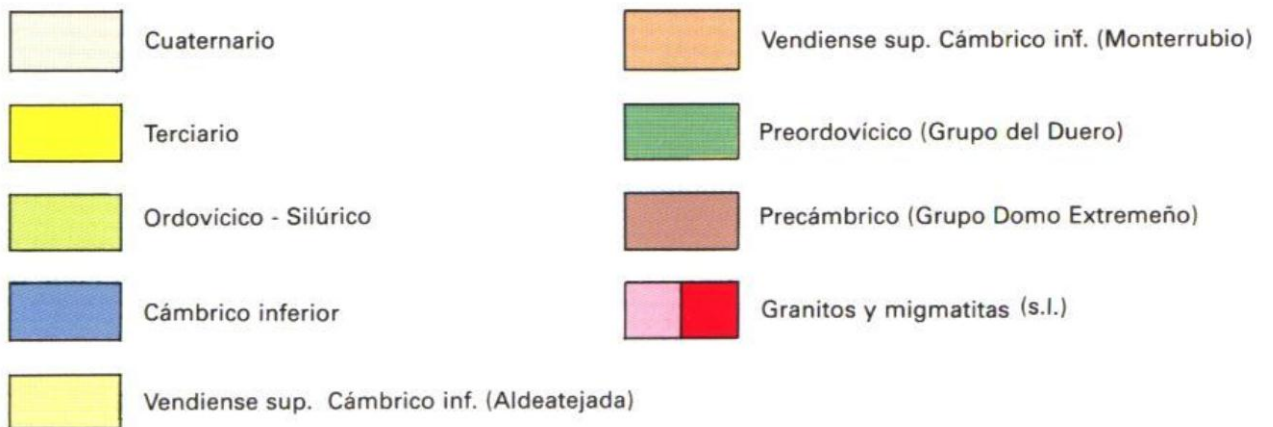 Cuaternario
Terciario
Ordovícico - Silúrico
Cámbrico inferior
Vendiense sup. Cámbrico inf. (Aldeatejada)
Vendiense sup. Cámbrico inf. (Monterrubio)
Preordovícico (Grupo del Duero)
Precámbrico (Grupo Domo Extremeño)
Granitos y migmatitas (s.l.)